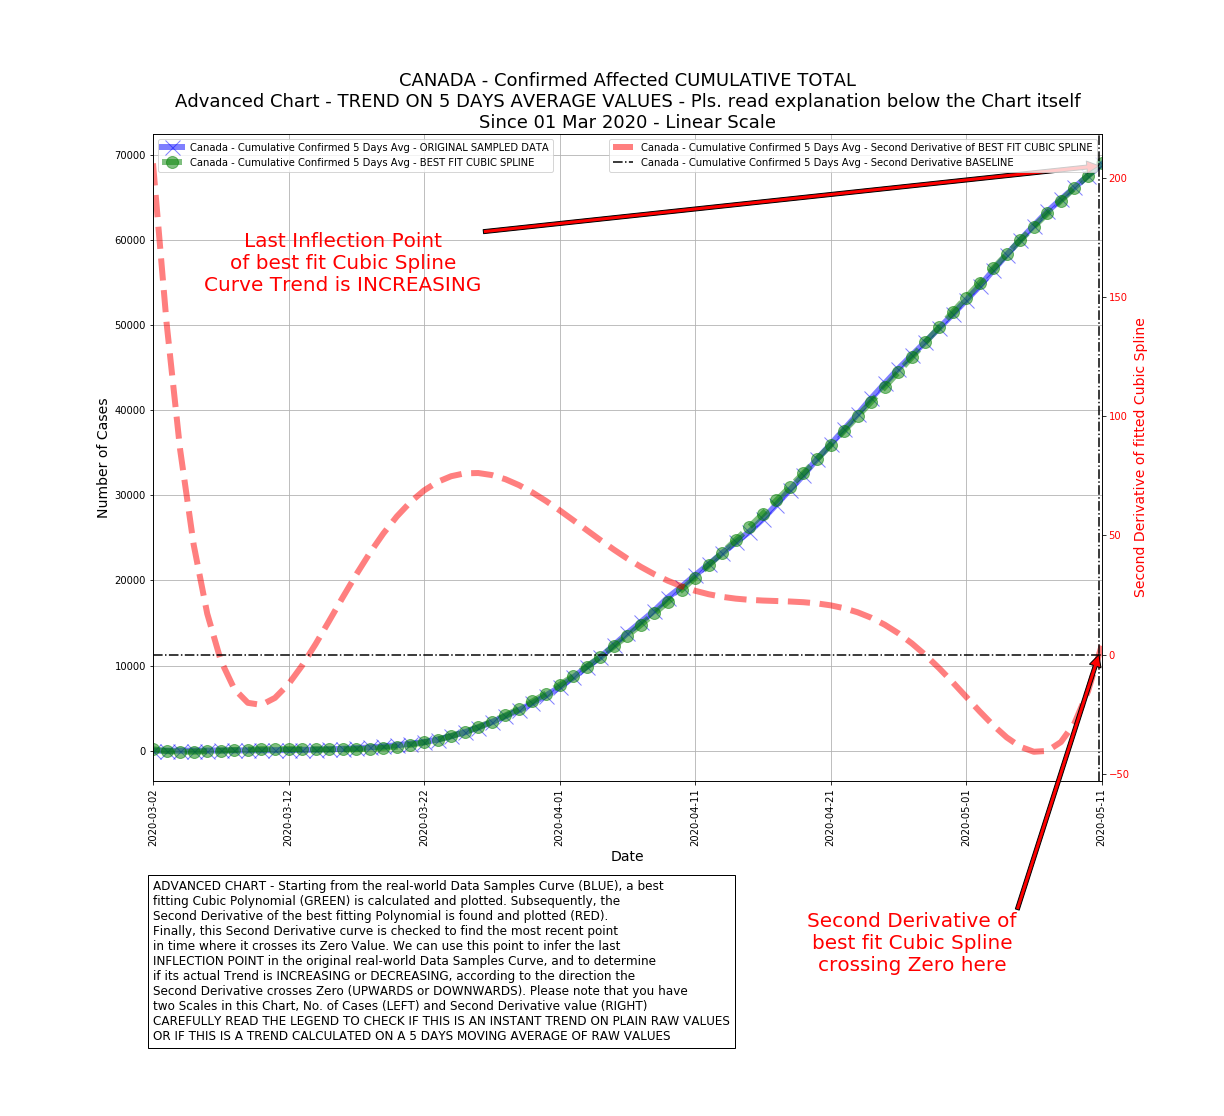 CANADA - Confirmed Affected CUMULATIVE TOTAL
Advanced Chart - TREND ON 5 DAYS AVERAGE VALUES - Pls. read explanation below the Chart itself
Since 01 Mar 2020 - Linear Scale
Canada - Cumulative Confirmed 5 Days Avg - ORIGINAL SAMPLED DATA
Canada - Cumulative Confirmed 5 Days Avg - BEST FIT CUBIC SPLINE
Canada - Cumulative Confirmed 5 Days Avg - Second Derivative of BEST FIT CUBIC SPLINE
Canada - Cumulative Confirmed 5 Days Avg - Second Derivative BASELINE
70000
60000
50000
40000
30000
20000
10000
0
Number of Cases
Last Inflection Point
of best fit Cubic Spline
Curve Trend is INCREASING
200
150
100
50
0
−50
Second Derivative of fitted Cubic Spline
2020-03-02
2020-03-12
2020-03-22
2020-04-01
2020-04-11
2020-04-21
2020-05-01
2020-05-11
Date
ADVANCED CHART - Starting from the real-world Data Samples Curve (BLUE), a best
fitting Cubic Polynomial (GREEN) is calculated and plotted. Subsequently, the
Second Derivative of the best fitting Polynomial is found and plotted (RED).
Finally, this Second Derivative curve is checked to find the most recent point
in time where it crosses its Zero Value. We can use this point to infer the last
INFLECTION POINT in the original real-world Data Samples Curve, and to determine
if its actual Trend is INCREASING or DECREASING, according to the direction the
Second Derivative crosses Zero (UPWARDS or DOWNWARDS). Please note that you have
two Scales in this Chart, No. of Cases (LEFT) and Second Derivative value (RIGHT)
CAREFULLY READ THE LEGEND TO CHECK IF THIS IS AN INSTANT TREND ON PLAIN RAW VALUES
OR IF THIS IS A TREND CALCULATED ON A 5 DAYS MOVING AVERAGE OF RAW VALUES
Second Derivative of
best fit Cubic Spline
crossing Zero here